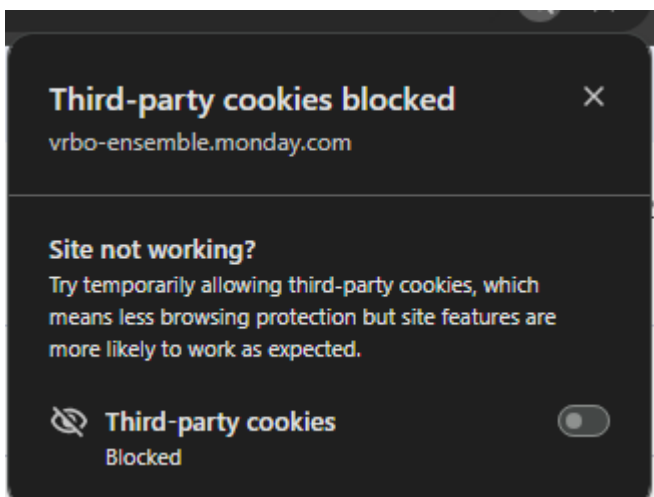 Third-party cookies blocked
vrbo-ensemble.monday.com
Site not working?
Try temporarily allowing third-party cookies, which
means less browsing protection but site features are
more likely to work as expected.
Third-party cookies
Blocked